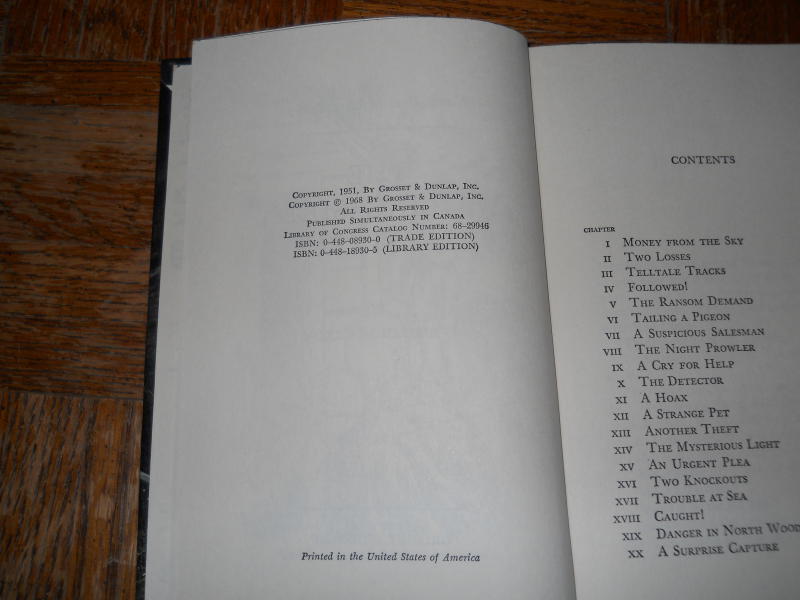 Copyright, 1951, By Grosset & Dunlap, Inc.
Copyright © 1968 By Grosset & Dunlap, Inc.
All Rights Reserved
Published Simultaneously in Canada
Library of Congress Catalog Number: 68-29946
ISBN: 0-448-08930-0 (TRADE EDITION)
ISBN: 0-448-18930-5 (LIBRARY EDITION)
Printed in the United States of America
CONTENTS
CHAPTER
I Money from the Sky
II Two Losses
III Telltale Tracks
IV Followed!
V The Ransom Demand
VI Tailing a Pigeon
VII A Suspicious Salesman
VIII The Night Prowler
IX A Cry for Help
X The Detector
XI A Hoax
XII A Strange Pet
XIII Another Theft
XIV The Mysterious Light
XV An Urgent Plea
XVI Two Knockouts
XVII Trouble at Sea
XVIII Caught!
XIX Danger in North Wood
XX A Surprise Capture